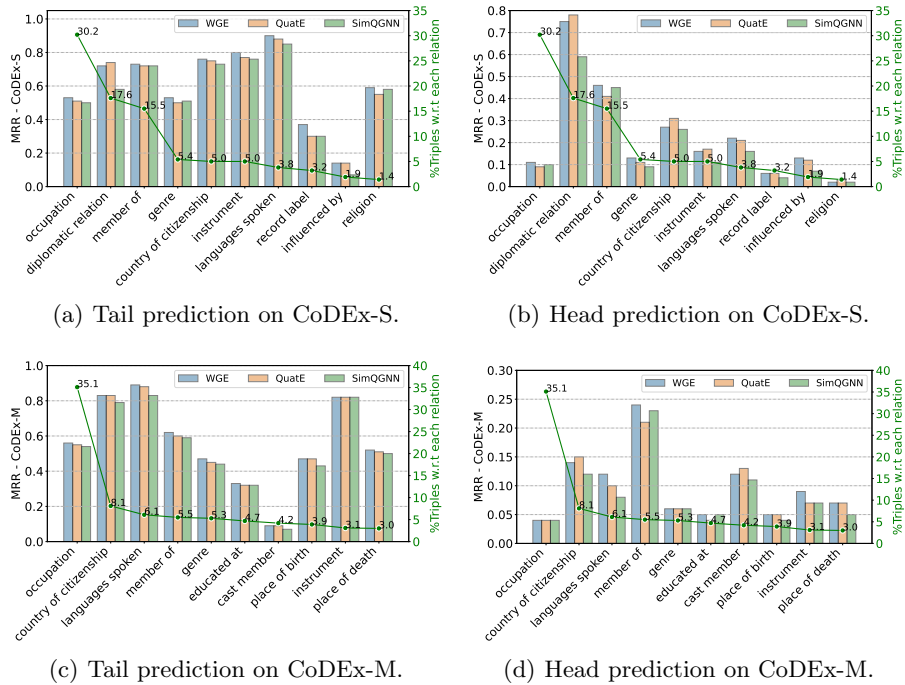 WGE QuatE SimQGNN
MRR - CoDEx-S
1.0
0.8
0.6
0.4
0.2
0.0
35
30
25
20
15
10
5
0
%Triples w.r.t each relation
30.2
17.6
15.5
5.4
5.0
5.0
3.8
3.2
1.9
1.4
occupation
diplomatic relation
member of
genre
country of citizenship
instrument
languages spoken
record label
influenced by
religion
(a) Tail prediction on CoDEx-S.
WGE QuatE SimQGNN
MRR - CoDEx-S
0.8
0.7
0.6
0.5
0.4
0.3
0.2
0.1
0.0
35
30
25
20
15
10
5
0
%Triples w.r.t each relation
30.2
17.6
15.5
5.4
5.0
5.0
3.8
3.2
1.9
1.4
occupation
diplomatic relation
member of
genre
country of citizenship
instrument
languages spoken
record label
influenced by
religion
(b) Head prediction on CoDEx-S.
WGE QuatE SimQGNN
MRR - CoDEx-M
1.0
0.8
0.6
0.4
0.2
0.0
40
35
30
25
20
15
10
5
0
%Triples w.r.t each relation
35.1
8.1
6.1
5.5
5.3
4.7
4.2
3.9
3.1
3.0
occupation
country of citizenship
languages spoken
member of
genre
educated at
cast member
place of birth
instrument
place of death
(c) Tail prediction on CoDEx-M.
WGE QuatE SimQGNN
MRR - CoDEx-M
0.30
0.25
0.20
0.15
0.10
0.05
0.00
40
35
30
25
20
15
10
5
0
%Triples w.r.t each relation
35.1
8.1
6.1
5.5
5.3
4.7
4.2
3.9
3.1
3.0
occupation
country of citizenship
languages spoken
member of
genre
educated at
cast member
place of birth
instrument
place of death
(d) Head prediction on CoDEx-M.